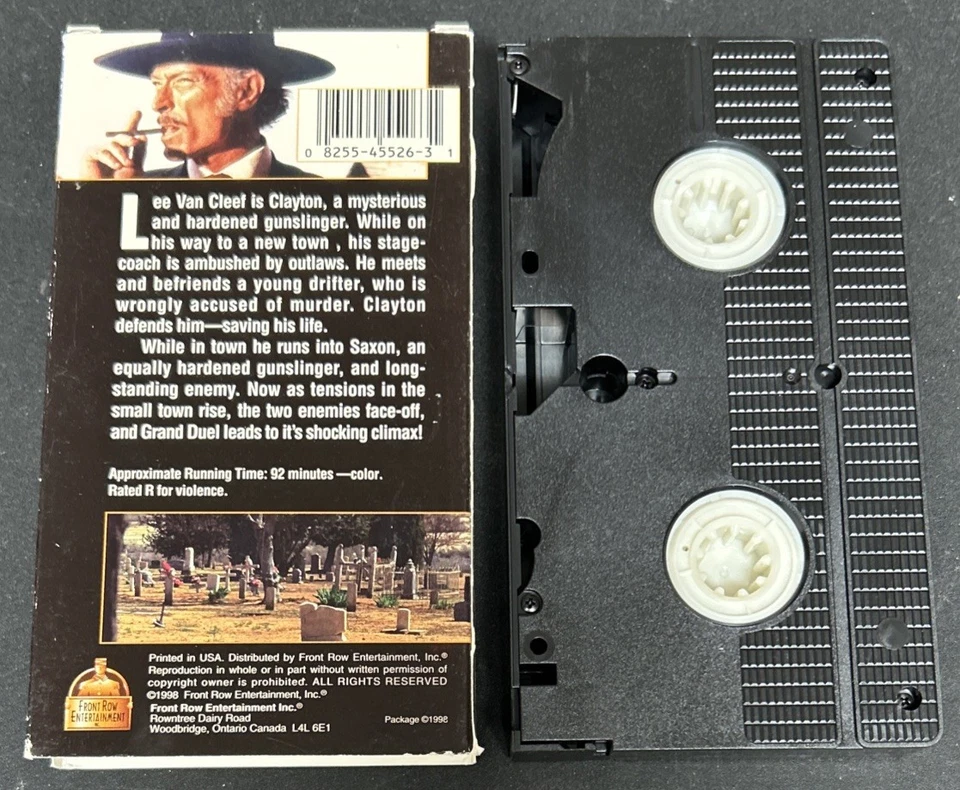 0 8255-45526-3 1
Lee Van Cleef is Clayton, a mysterious
and hardened gunslinger. While on
his way to a new town , his stage-
coach is ambushed by outlaws. He meets
and befriends a young drifter, who is
wrongly accused of murder. Clayton
defends him—saving his life.
While in town he runs into Saxon, an
equally hardened gunslinger, and long-
standing enemy. Now as tensions in the
small town rise, the two enemies face-off,
and Grand Duel leads to it's shocking climax!
Approximate Running Time: 92 minutes —color.
Rated R for violence.
Printed in USA. Distributed by Front Row Entertainment, Inc.®
Reproduction in whole or in part without written permission of
copyright owner is prohibited. ALL RIGHTS RESERVED
©1998 Front Row Entertainment, Inc.®
Front Row Entertainment Inc.®
Rowntree Dairy Road
Woodbridge, Ontario Canada L4L 6E1
Package ©1998
FRONT ROW
ENTERTAINMENT